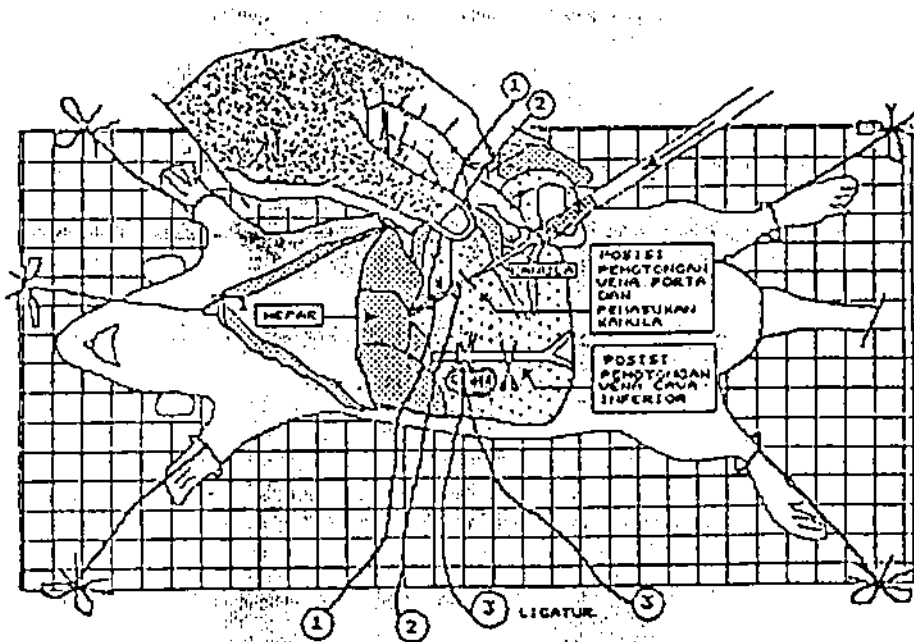 1
2
KANULA
POSISI
PEMOTONGAN
VENA PORTA
DAN
PEMASUKAN
KANULA
HEPAR
POSISI
PEMOTONGAN
VENA CAVA
INFERIOR
1
2
3
LIGATUR
3